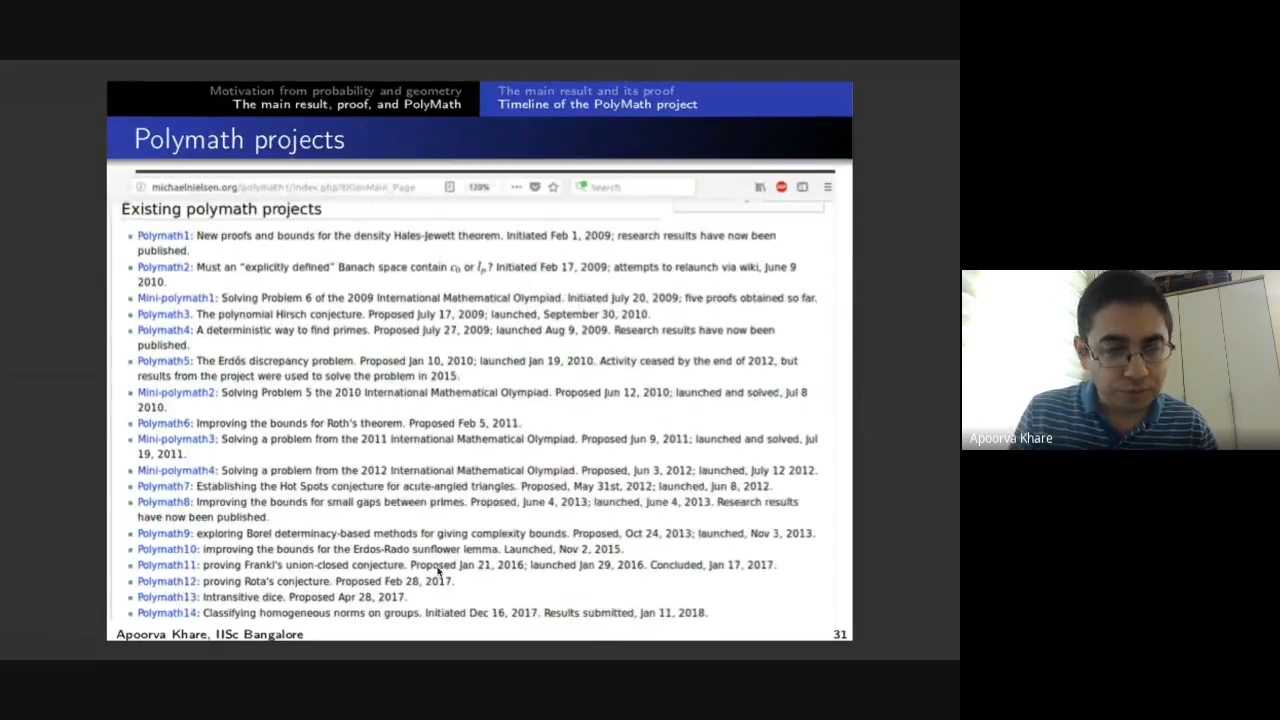 Motivation from probability and geometry
The main result, proof, and PolyMath
The main result and its proof
Timeline of the PolyMath project
Polymath projects
michaelnielsen.org/polymath1/index.php?title=Main_Page
120%
Search
Existing polymath projects
Polymath1: New proofs and bounds for the density Hales-Jewett theorem. Initiated Feb 1, 2009; research results have now been
published.
Polymath2: Must an "explicitly defined" Banach space contain c₀ or lₚ? Initiated Feb 17, 2009; attempts to relaunch via wiki, June 9
2010.
Mini-polymath1: Solving Problem 6 of the 2009 International Mathematical Olympiad. Initiated July 20, 2009; five proofs obtained so far.
Polymath3. The polynomial Hirsch conjecture. Proposed July 17, 2009; launched, September 30, 2010.
Polymath4: A deterministic way to find primes. Proposed July 27, 2009; launched Aug 9, 2009. Research results have now been
published.
Polymath5: The Erdős discrepancy problem. Proposed Jan 10, 2010; launched Jan 19, 2010. Activity ceased by the end of 2012, but
results from the project were used to solve the problem in 2015.
Mini-polymath2: Solving Problem 5 the 2010 International Mathematical Olympiad. Proposed Jun 12, 2010; launched and solved, Jul 8
2010.
Polymath6: Improving the bounds for Roth's theorem. Proposed Feb 5, 2011.
Mini-polymath3: Solving a problem from the 2011 International Mathematical Olympiad. Proposed Jun 9, 2011; launched and solved, Jul
19, 2011.
Mini-polymath4: Solving a problem from the 2012 International Mathematical Olympiad. Proposed, Jun 3, 2012; launched, July 12 2012.
Polymath7: Establishing the Hot Spots conjecture for acute-angled triangles. Proposed, May 31st, 2012; launched, Jun 8, 2012.
Polymath8: Improving the bounds for small gaps between primes. Proposed, June 4, 2013; launched, June 4, 2013. Research results
have now been published.
Polymath9: exploring Borel determinacy-based methods for giving complexity bounds. Proposed, Oct 24, 2013; launched, Nov 3, 2013.
Polymath10: improving the bounds for the Erdos-Rado sunflower lemma. Launched, Nov 2, 2015.
Polymath11: proving Frankl's union-closed conjecture. Proposed Jan 21, 2016; launched Jan 29, 2016. Concluded, Jan 17, 2017.
Polymath12: proving Rota's conjecture. Proposed Feb 28, 2017.
Polymath13: Intransitive dice. Proposed Apr 28, 2017.
Polymath14: Classifying homogeneous norms on groups. Initiated Dec 16, 2017. Results submitted, Jan 11, 2018.
Apoorva Khare, IISc Bangalore
31
Apoorva Khare